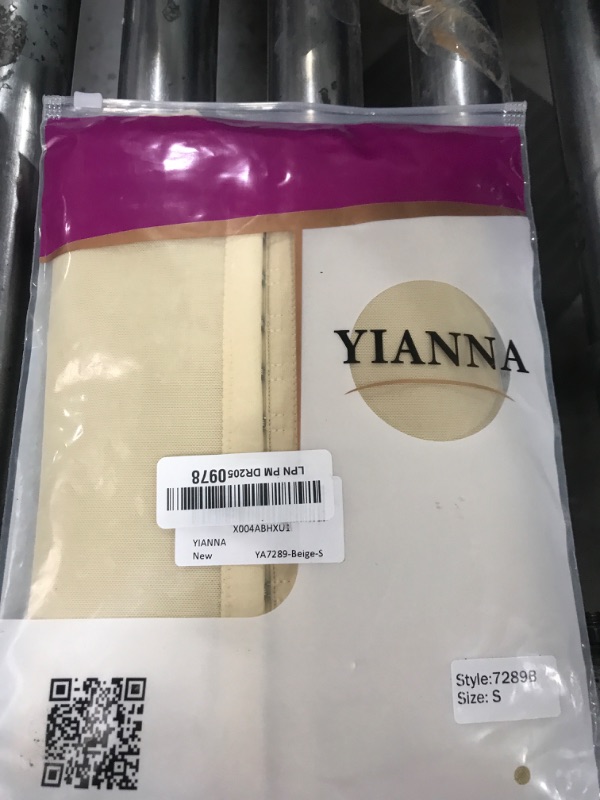 YIANNA
LPN PM DR2050978
X004ABHXU1
YIANNA
New YA7289-Beige-S
Style:7289B
Size: S